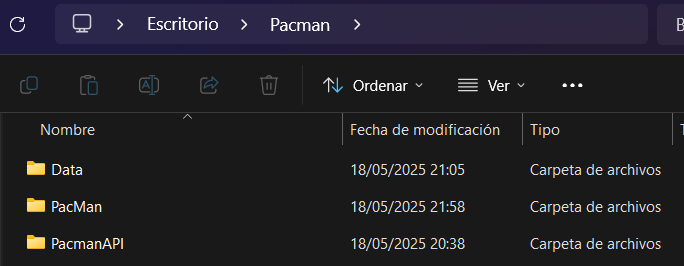 Escritorio > Pacman >
B
Ordenar Ver ...
Nombre Fecha de modificación Tipo T
Data 18/05/2025 21:05 Carpeta de archivos
PacMan 18/05/2025 21:58 Carpeta de archivos
PacmanAPI 18/05/2025 20:38 Carpeta de archivos